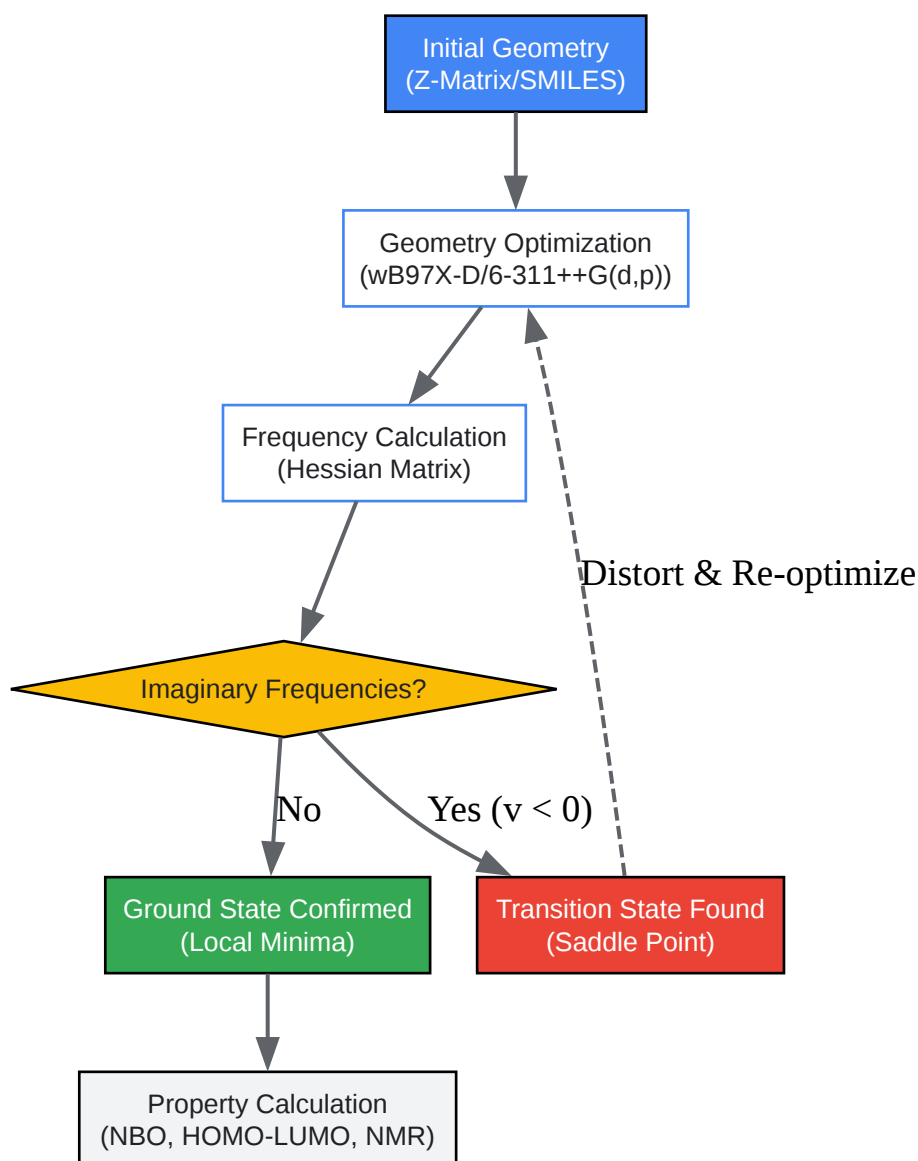 Initial Geometry
(Z-Matrix/SMILES)
Geometry Optimization
(wB97X-D/6-311++G(d,p))
Frequency Calculation
(Hessian Matrix)
Distort & Re-optimize
Imaginary Frequencies?
No
Yes (v < 0)
Ground State Confirmed
(Local Minima)
Transition State Found
(Saddle Point)
Property Calculation
(NBO, HOMO-LUMO, NMR)